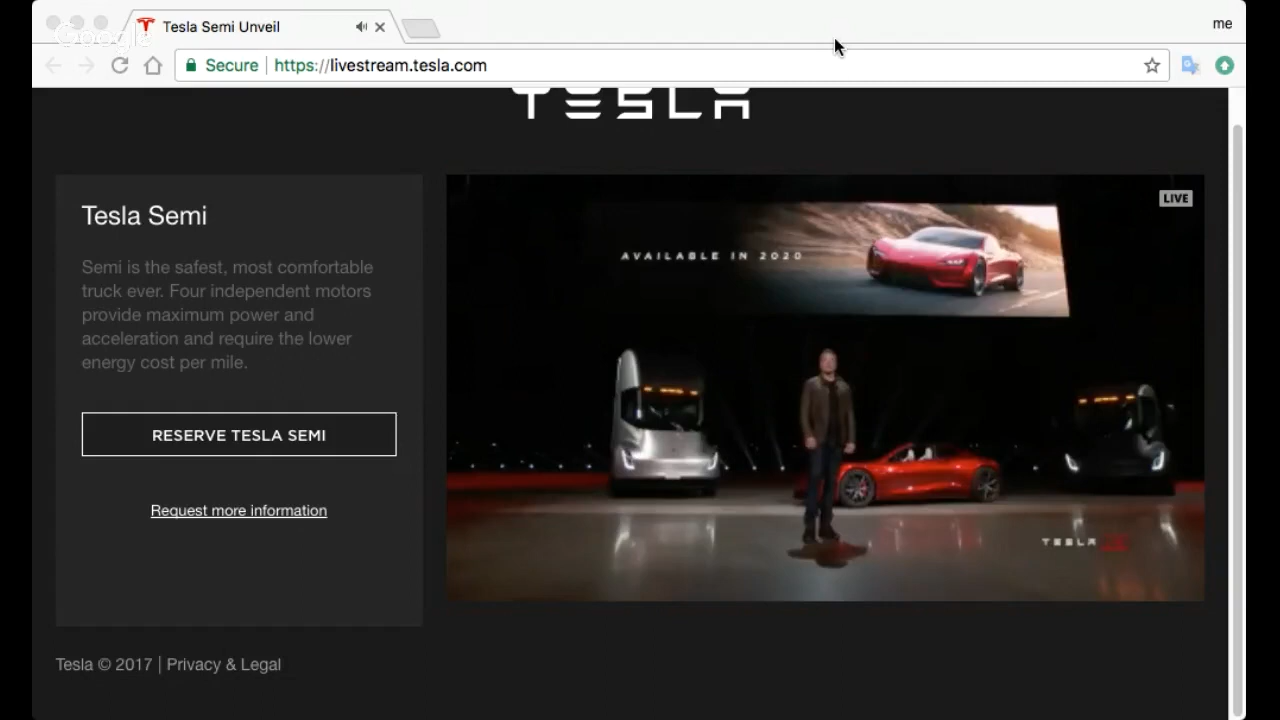 Tesla Semi Unveil
me
Google
Secure
https://livestream.tesla.com
TESLA
Tesla Semi
Semi is the safest, most comfortable
truck ever. Four independent motors
provide maximum power and
acceleration and require the lower
energy cost per mile.
RESERVE TESLA SEMI
Request more information
LIVE
AVAILABLE IN 2020
TESLA
Tesla © 2017 | Privacy & Legal